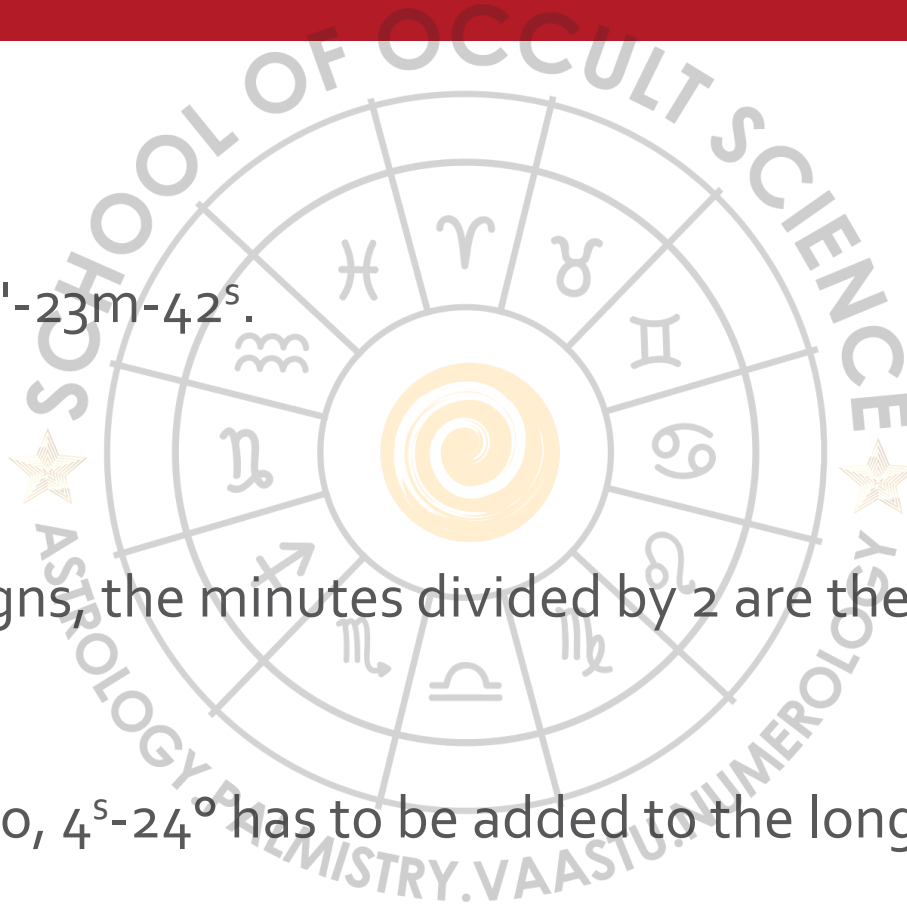 SCHOOL OF OCCULT SCIENCE
'-23m-42ˢ.
gns, the minutes divided by 2 are the
0, 4ˢ-24° has to be added to the long
ASTROLOGY.PALMISTRY.VAASTU.NUMEROLOGY